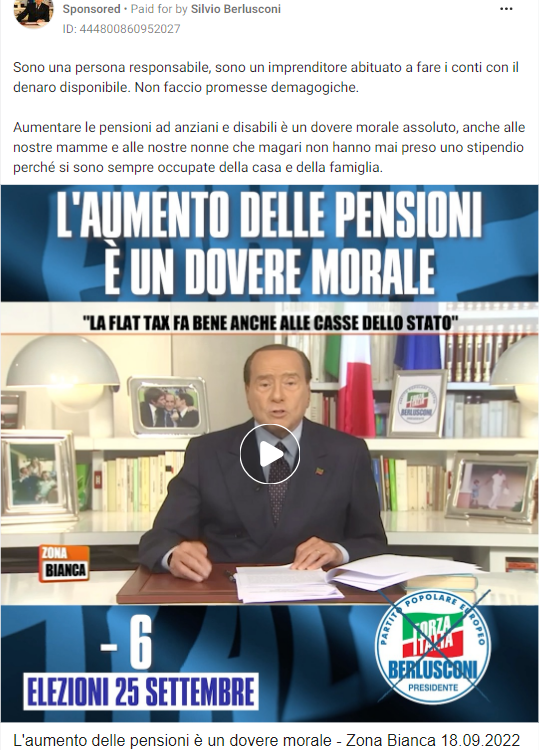 Sponsored • Paid for by Silvio Berlusconi
ID: 444800860952027
Sono una persona responsabile, sono un imprenditore abituato a fare i conti con il
denaro disponibile. Non faccio promesse demagogiche.
Aumentare le pensioni ad anziani e disabili è un dovere morale assoluto, anche alle
nostre mamme e alle nostre nonne che magari non hanno mai preso uno stipendio
perché si sono sempre occupate della casa e della famiglia.
L'AUMENTO DELLE PENSIONI
È UN DOVERE MORALE
"LA FLAT TAX FA BENE ANCHE ALLE CASSE DELLO STATO"
FORZA
ITALIA
BERLUSCONI
ZONA
BIANCA
PARTITO POPOLARE EUROPEO
FORZA
ITALIA
BERLUSCONI
PRESIDENTE
- 6
ELEZIONI 25 SETTEMBRE
L'aumento delle pensioni è un dovere morale - Zona Bianca 18.09.2022